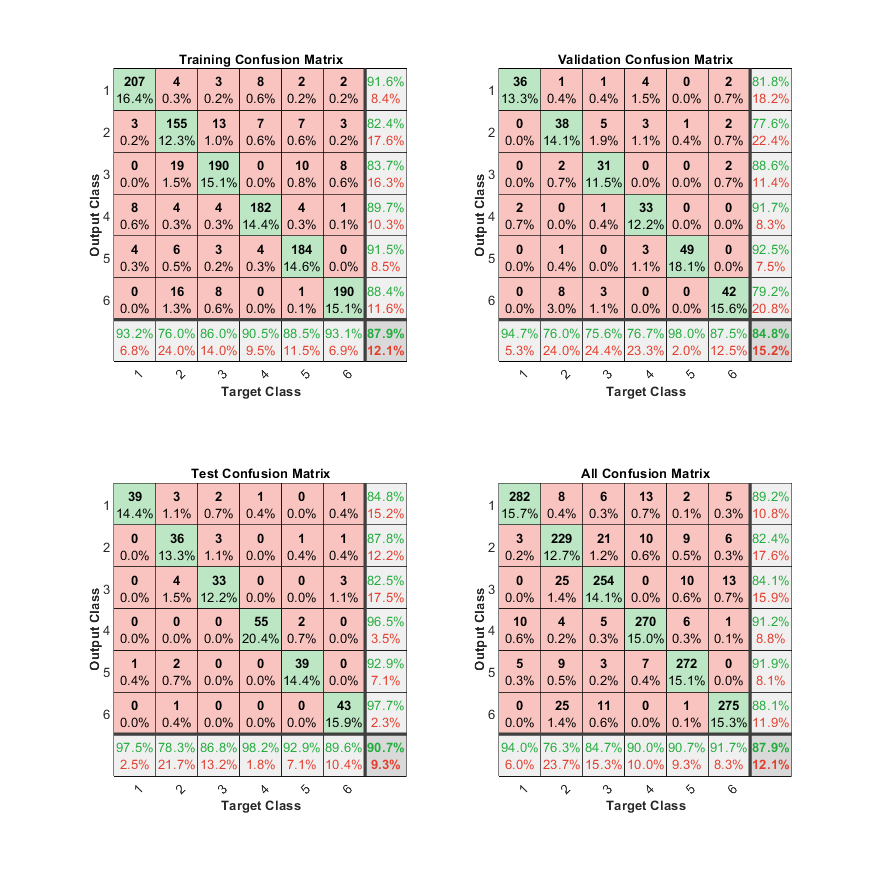 Training Confusion Matrix
207 4 3 8 2 2 91.6%
1
16.4% 0.3% 0.2% 0.6% 0.2% 0.2% 8.4%
3 155 13 7 7 3 82.4%
2
0.2% 12.3% 1.0% 0.6% 0.6% 0.2% 17.6%
0 19 190 0 10 8 83.7%
3
0.0% 1.5% 15.1% 0.0% 0.8% 0.6% 16.3%
8 4 4 182 4 1 89.7%
4
0.6% 0.3% 0.3% 14.4% 0.3% 0.1% 10.3%
4 6 3 4 184 0 91.5%
5
0.3% 0.5% 0.2% 0.3% 14.6% 0.0% 8.5%
0 16 8 0 1 190 88.4%
6
0.0% 1.3% 0.6% 0.0% 0.1% 15.1% 11.6%
93.2% 76.0% 86.0% 90.5% 88.5% 93.1% 87.9%
6.8% 24.0% 14.0% 9.5% 11.5% 6.9% 12.1%
1 2 3 4 5 6
Target Class
Output Class
Validation Confusion Matrix
36 1 1 4 0 2 81.8%
1
13.3% 0.4% 0.4% 1.5% 0.0% 0.7% 18.2%
0 38 5 3 1 2 77.6%
2
0.0% 14.1% 1.9% 1.1% 0.4% 0.7% 22.4%
0 2 31 0 0 2 88.6%
3
0.0% 0.7% 11.5% 0.0% 0.0% 0.7% 11.4%
2 0 1 33 0 0 91.7%
4
0.7% 0.0% 0.4% 12.2% 0.0% 0.0% 8.3%
0 1 0 3 49 0 92.5%
5
0.0% 0.4% 0.0% 1.1% 18.1% 0.0% 7.5%
0 8 3 0 0 42 79.2%
6
0.0% 3.0% 1.1% 0.0% 0.0% 15.6% 20.8%
94.7% 76.0% 75.6% 76.7% 98.0% 87.5% 84.8%
5.3% 24.0% 24.4% 23.3% 2.0% 12.5% 15.2%
1 2 3 4 5 6
Target Class
Output Class
Test Confusion Matrix
39 3 2 1 0 1 84.8%
1
14.4% 1.1% 0.7% 0.4% 0.0% 0.4% 15.2%
0 36 3 0 1 1 87.8%
2
0.0% 13.3% 1.1% 0.0% 0.4% 0.4% 12.2%
0 4 33 0 0 3 82.5%
3
0.0% 1.5% 12.2% 0.0% 0.0% 1.1% 17.5%
0 0 0 55 2 0 96.5%
4
0.0% 0.0% 0.0% 20.4% 0.7% 0.0% 3.5%
1 2 0 0 39 0 92.9%
5
0.4% 0.7% 0.0% 0.0% 14.4% 0.0% 7.1%
0 1 0 0 0 43 97.7%
6
0.0% 0.4% 0.0% 0.0% 0.0% 15.9% 2.3%
97.5% 78.3% 86.8% 98.2% 92.9% 89.6% 90.7%
2.5% 21.7% 13.2% 1.8% 7.1% 10.4% 9.3%
1 2 3 4 5 6
Target Class
Output Class
All Confusion Matrix
282 8 6 13 2 5 89.2%
1
15.7% 0.4% 0.3% 0.7% 0.1% 0.3% 10.8%
3 229 21 10 9 6 82.4%
2
0.2% 12.7% 1.2% 0.6% 0.5% 0.3% 17.6%
0 25 254 0 10 13 84.1%
3
0.0% 1.4% 14.1% 0.0% 0.6% 0.7% 15.9%
10 4 5 270 6 1 91.2%
4
0.6% 0.2% 0.3% 15.0% 0.3% 0.1% 8.8%
5 9 3 7 272 0 91.9%
5
0.3% 0.5% 0.2% 0.4% 15.1% 0.0% 8.1%
0 25 11 0 1 275 88.1%
6
0.0% 1.4% 0.6% 0.0% 0.1% 15.3% 11.9%
94.0% 76.3% 84.7% 90.0% 90.7% 91.7% 87.9%
6.0% 23.7% 15.3% 10.0% 9.3% 8.3% 12.1%
1 2 3 4 5 6
Target Class
Output Class